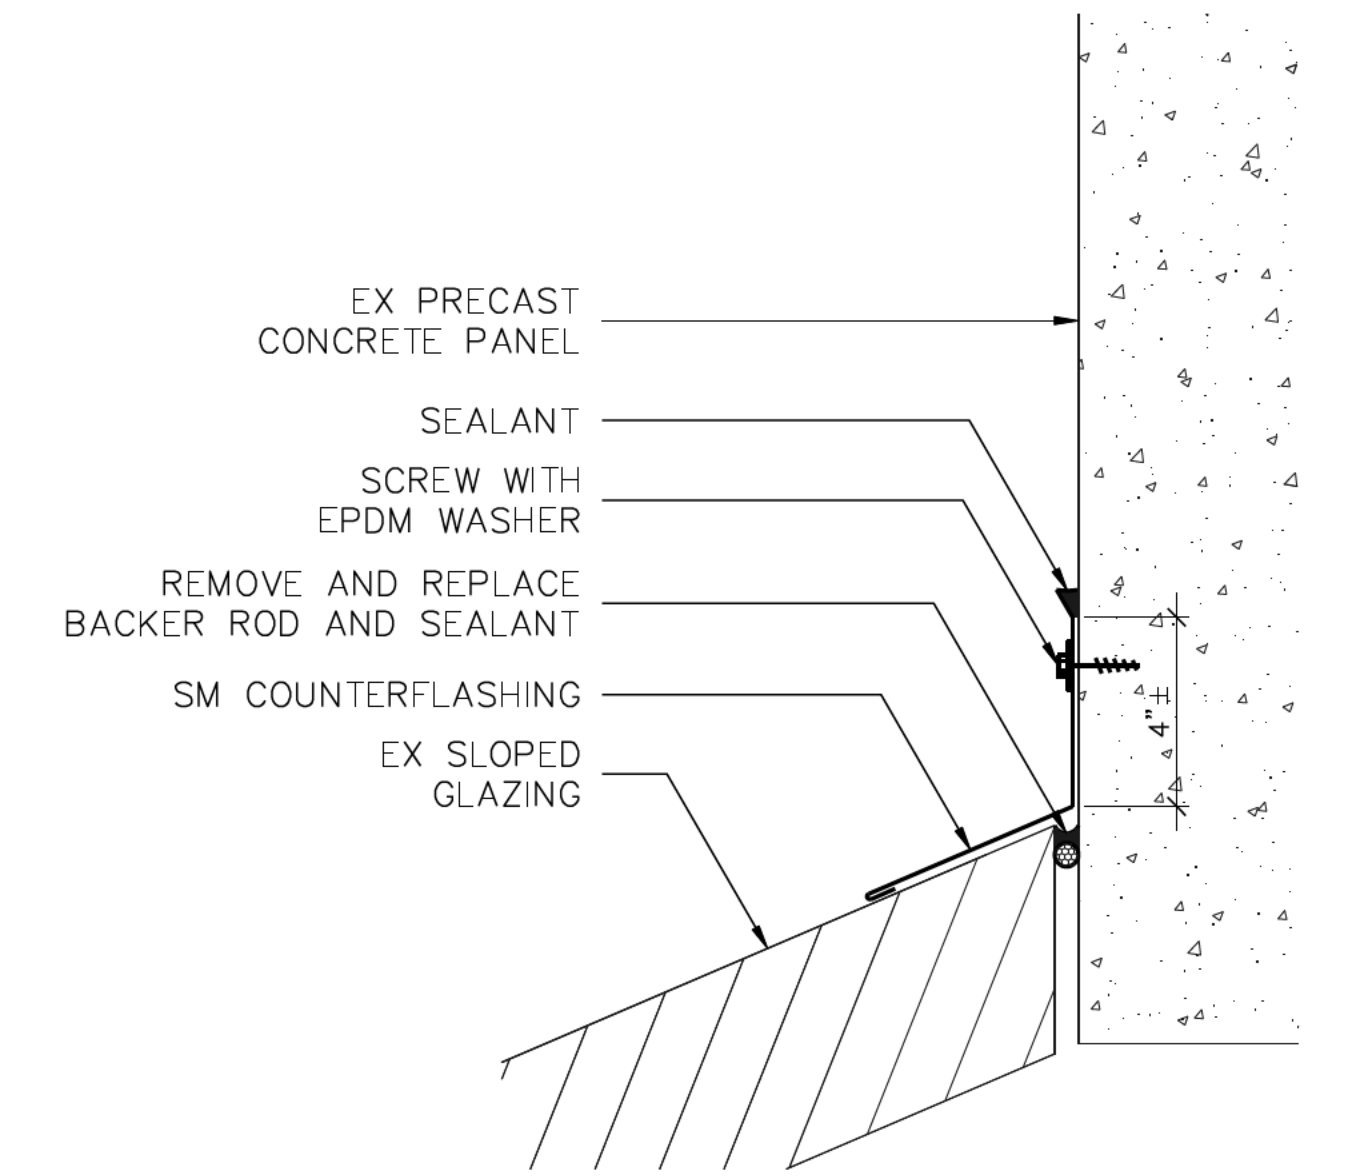 EX PRECAST
CONCRETE PANEL
SEALANT
SCREW WITH
EPDM WASHER
REMOVE AND REPLACE
BACKER ROD AND SEALANT
SM COUNTERFLASHING
EX SLOPED
GLAZING
4" ±